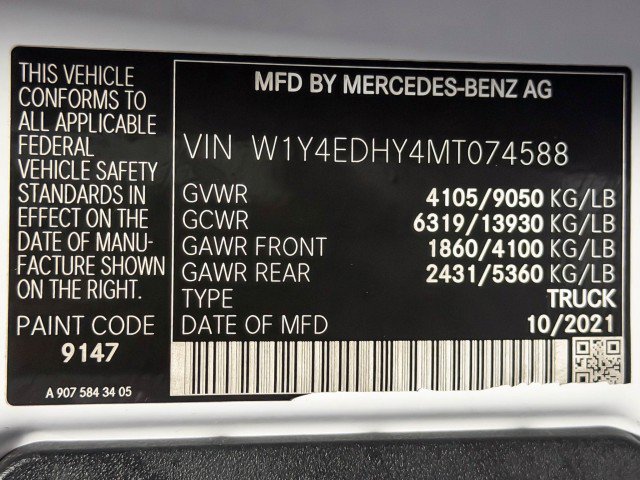 THIS VEHICLE
CONFORMS TO
ALL APPLICABLE
FEDERAL
VEHICLE SAFETY
STANDARDS IN
EFFECT ON THE
DATE OF MANU-
FACTURE SHOWN
ON THE RIGHT.
PAINT CODE
9147
A 907 584 34 05
MFD BY MERCEDES-BENZ AG
VIN W1Y4EDHY4MT074588
GVWR 4105/9050 KG/LB
GCWR 6319/13930 KG/LB
GAWR FRONT 1860/4100 KG/LB
GAWR REAR 2431/5360 KG/LB
TYPE TRUCK
DATE OF MFD 10/2021